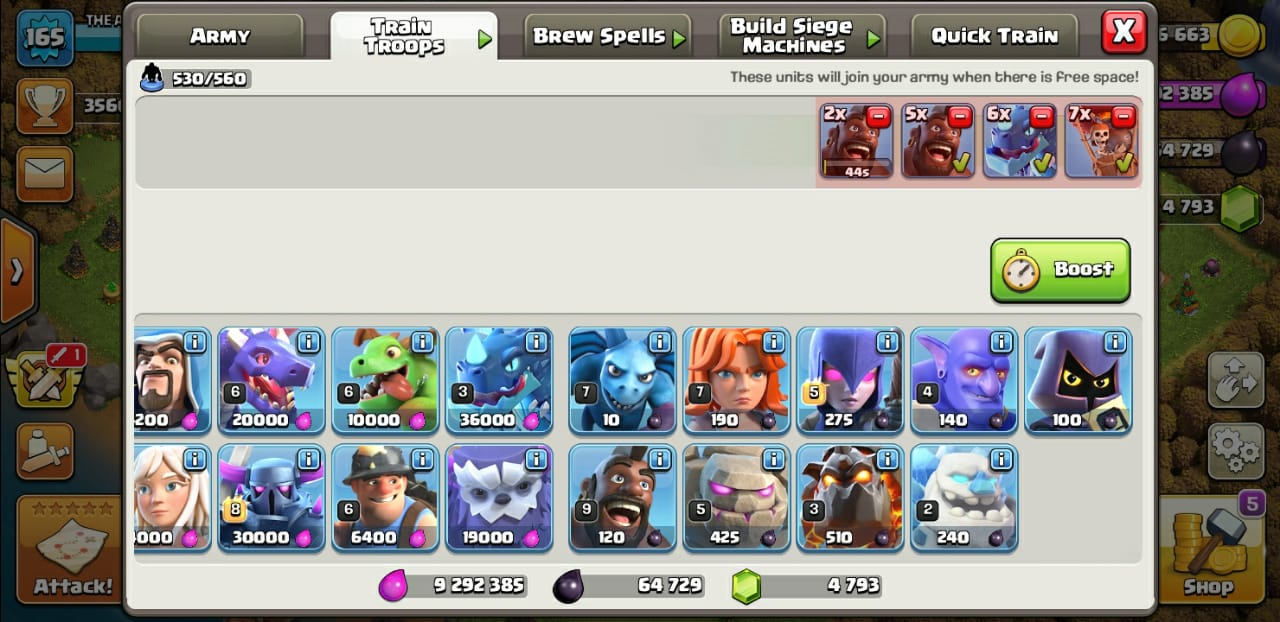 165
THE A
3560
Army
Train Troops
Brew Spells
Build Siege Machines
Quick Train
X
6 663
2 385
4 729
4 793
530/560
These units will join your army when there is free space!
2x
5x
6x
7x
44s
Boost
i i i i i i i i i
6 6 3 7 7 5 4
200 20000 10000 36000 10 190 275 140 100
i i i i i i i i
8 6 9 5 3 2
000 30000 6400 19000 120 425 510 240
9 292 385
64 729
4 793
1
Attack!
5
Shop